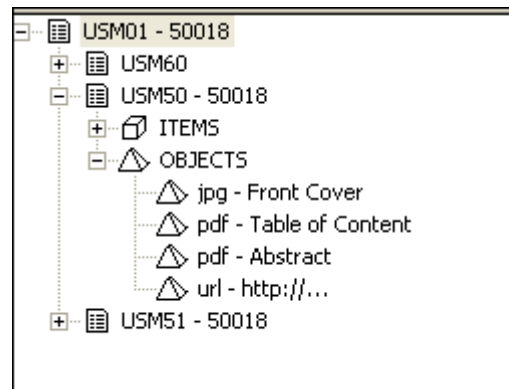 USM01 - 50018
USM60
USM50 - 50018
ITEMS
OBJECTS
jpg - Front Cover
pdf - Table of Content
pdf - Abstract
url - http://...
USM51 - 50018